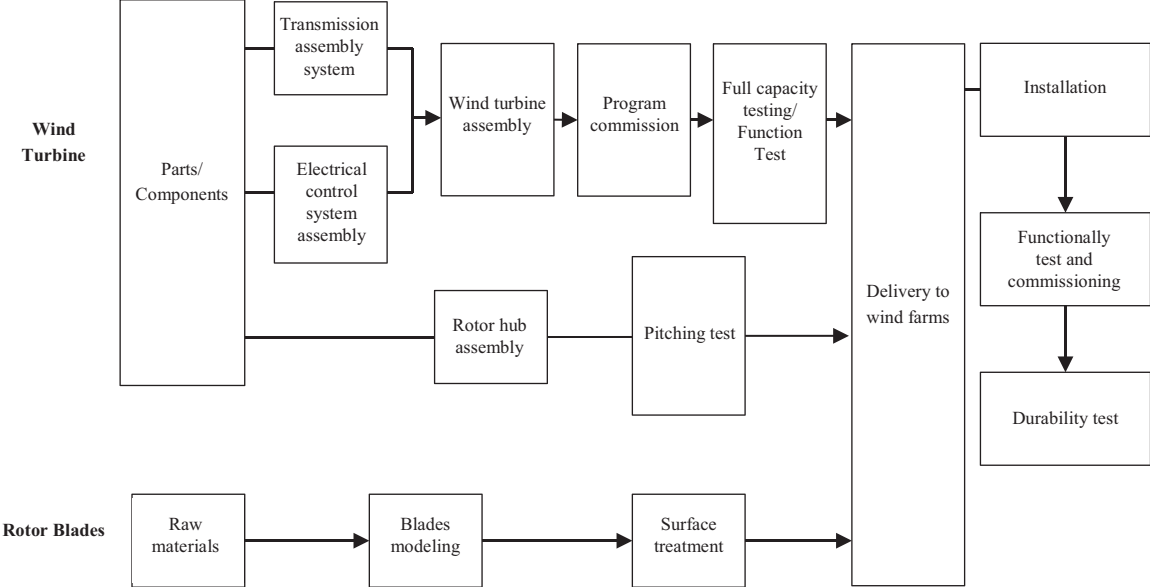 Wind
Turbine
Parts/
Components
Transmission
assembly
system
Electrical
control
system
assembly
Wind turbine
assembly
Program
commission
Full capacity
testing/
Function
Test
Rotor hub
assembly
Pitching test
Delivery to
wind farms
Installation
Functionally
test and
commissioning
Durability test
Rotor Blades
Raw
materials
Blades
modeling
Surface
treatment